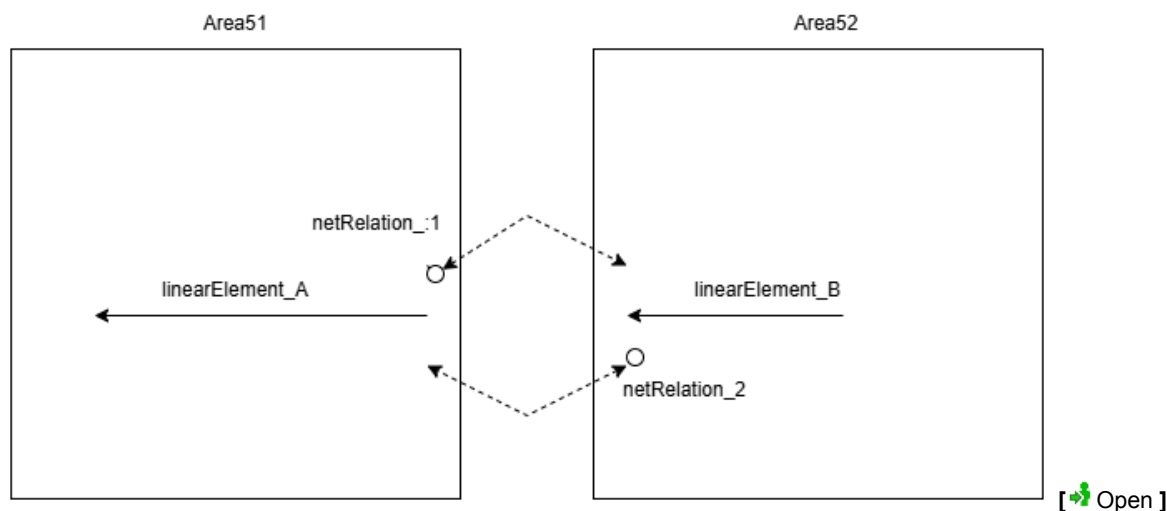 Area51
Area52
netRelation_:1
linearElement_A
linearElement_B
netRelation_2
[ Open ]